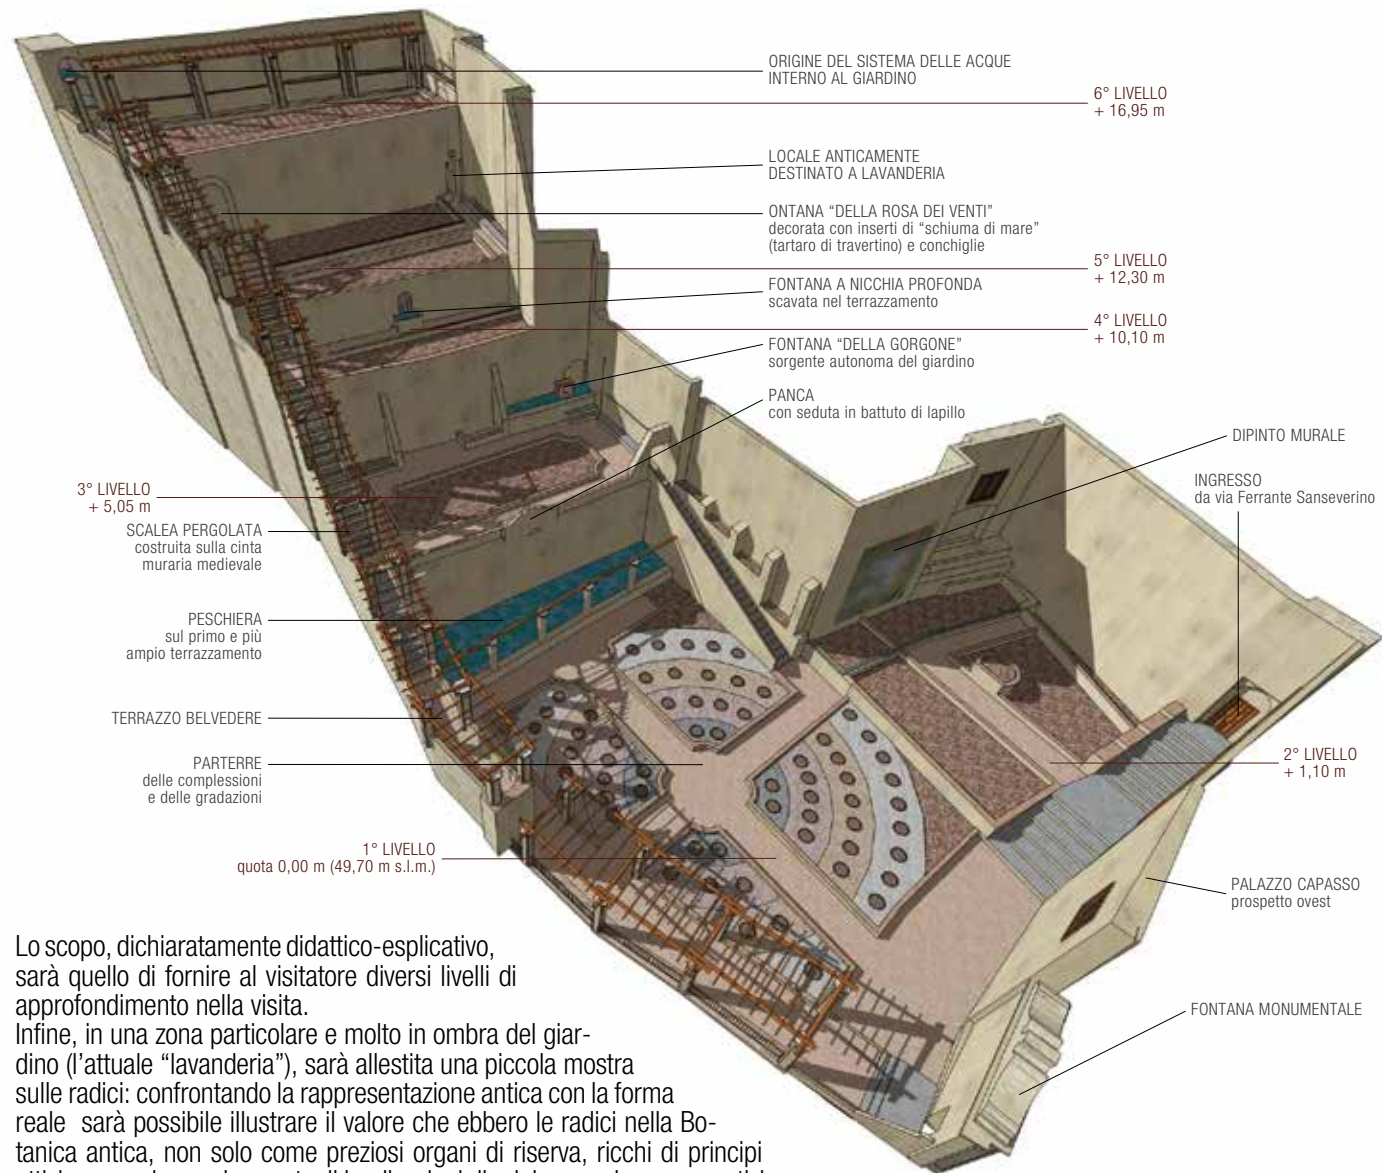 ORIGINE DEL SISTEMA DELLE ACQUE
INTERNO AL GIARDINO
6° LIVELLO
+ 16,95 m
LOCALE ANTICAMENTE
DESTINATO A LAVANDERIA
ONTANA “DELLA ROSA DEI VENTI”
decorata con inserti di “schiuma di mare”
(tartaro di travertino) e conchiglie
5° LIVELLO
+ 12,30 m
FONTANA A NICCHIA PROFONDA
scavata nel terrazzamento
4° LIVELLO
+ 10,10 m
FONTANA “DELLA GORGONE”
sorgente autonoma del giardino
PANCA
con seduta in battuto di lapillo
DIPINTO MURALE
INGRESSO
da via Ferrante Sanseverino
3° LIVELLO
+ 5,05 m
SCALEA PERGOLATA
costruita sulla cinta
muraria medievale
PESCHIERA
sul primo e più
ampio terrazzamento
TERRAZZO BELVEDERE
PARTERRE
delle complessioni
e delle gradazioni
2° LIVELLO
+ 1,10 m
1° LIVELLO
quota 0,00 m (49,70 m s.l.m.)
PALAZZO CAPASSO
prospetto ovest
FONTANA MONUMENTALE
Lo scopo, dichiaratamente didattico-esplicativo,
sarà quello di fornire al visitatore diversi livelli di
approfondimento nella visita.
Infine, in una zona particolare e molto in ombra del giar-
dino (l’attuale “lavanderia”), sarà allestita una piccola mostra
sulle radici: confrontando la rappresentazione antica con la forma
reale sarà possibile illustrare il valore che ebbero le radici nella Bo-
tanica antica, non solo come preziosi organi di riserva, ricchi di principi